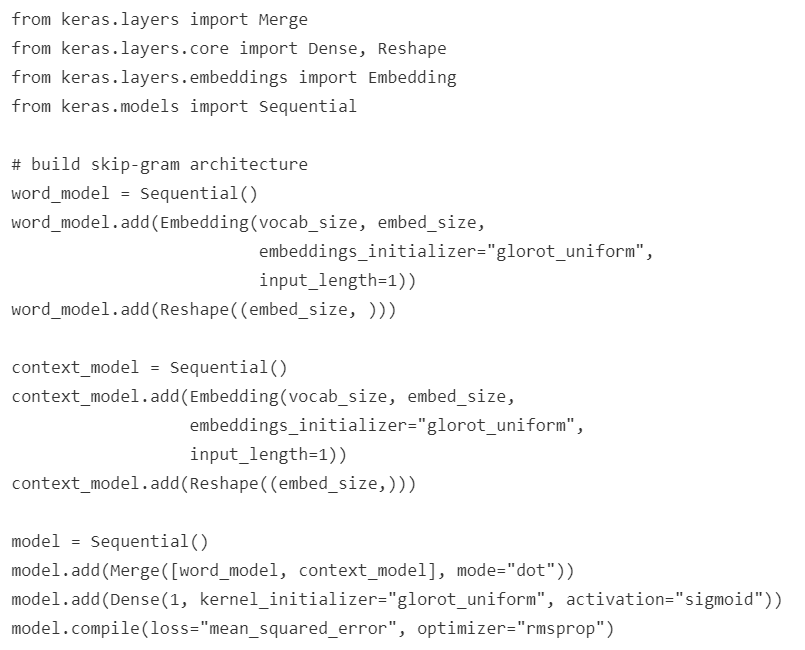 from keras.layers import Merge
from keras.layers.core import Dense, Reshape
from keras.layers.embeddings import Embedding
from keras.models import Sequential

# build skip-gram architecture
word_model = Sequential()
word_model.add(Embedding(vocab_size, embed_size,
                         embeddings_initializer="glorot_uniform",
                         input_length=1))
word_model.add(Reshape((embed_size, )))

context_model = Sequential()
context_model.add(Embedding(vocab_size, embed_size,
                  embeddings_initializer="glorot_uniform",
                  input_length=1))
context_model.add(Reshape((embed_size,)))

model = Sequential()
model.add(Merge([word_model, context_model], mode="dot"))
model.add(Dense(1, kernel_initializer="glorot_uniform", activation="sigmoid"))
model.compile(loss="mean_squared_error", optimizer="rmsprop")